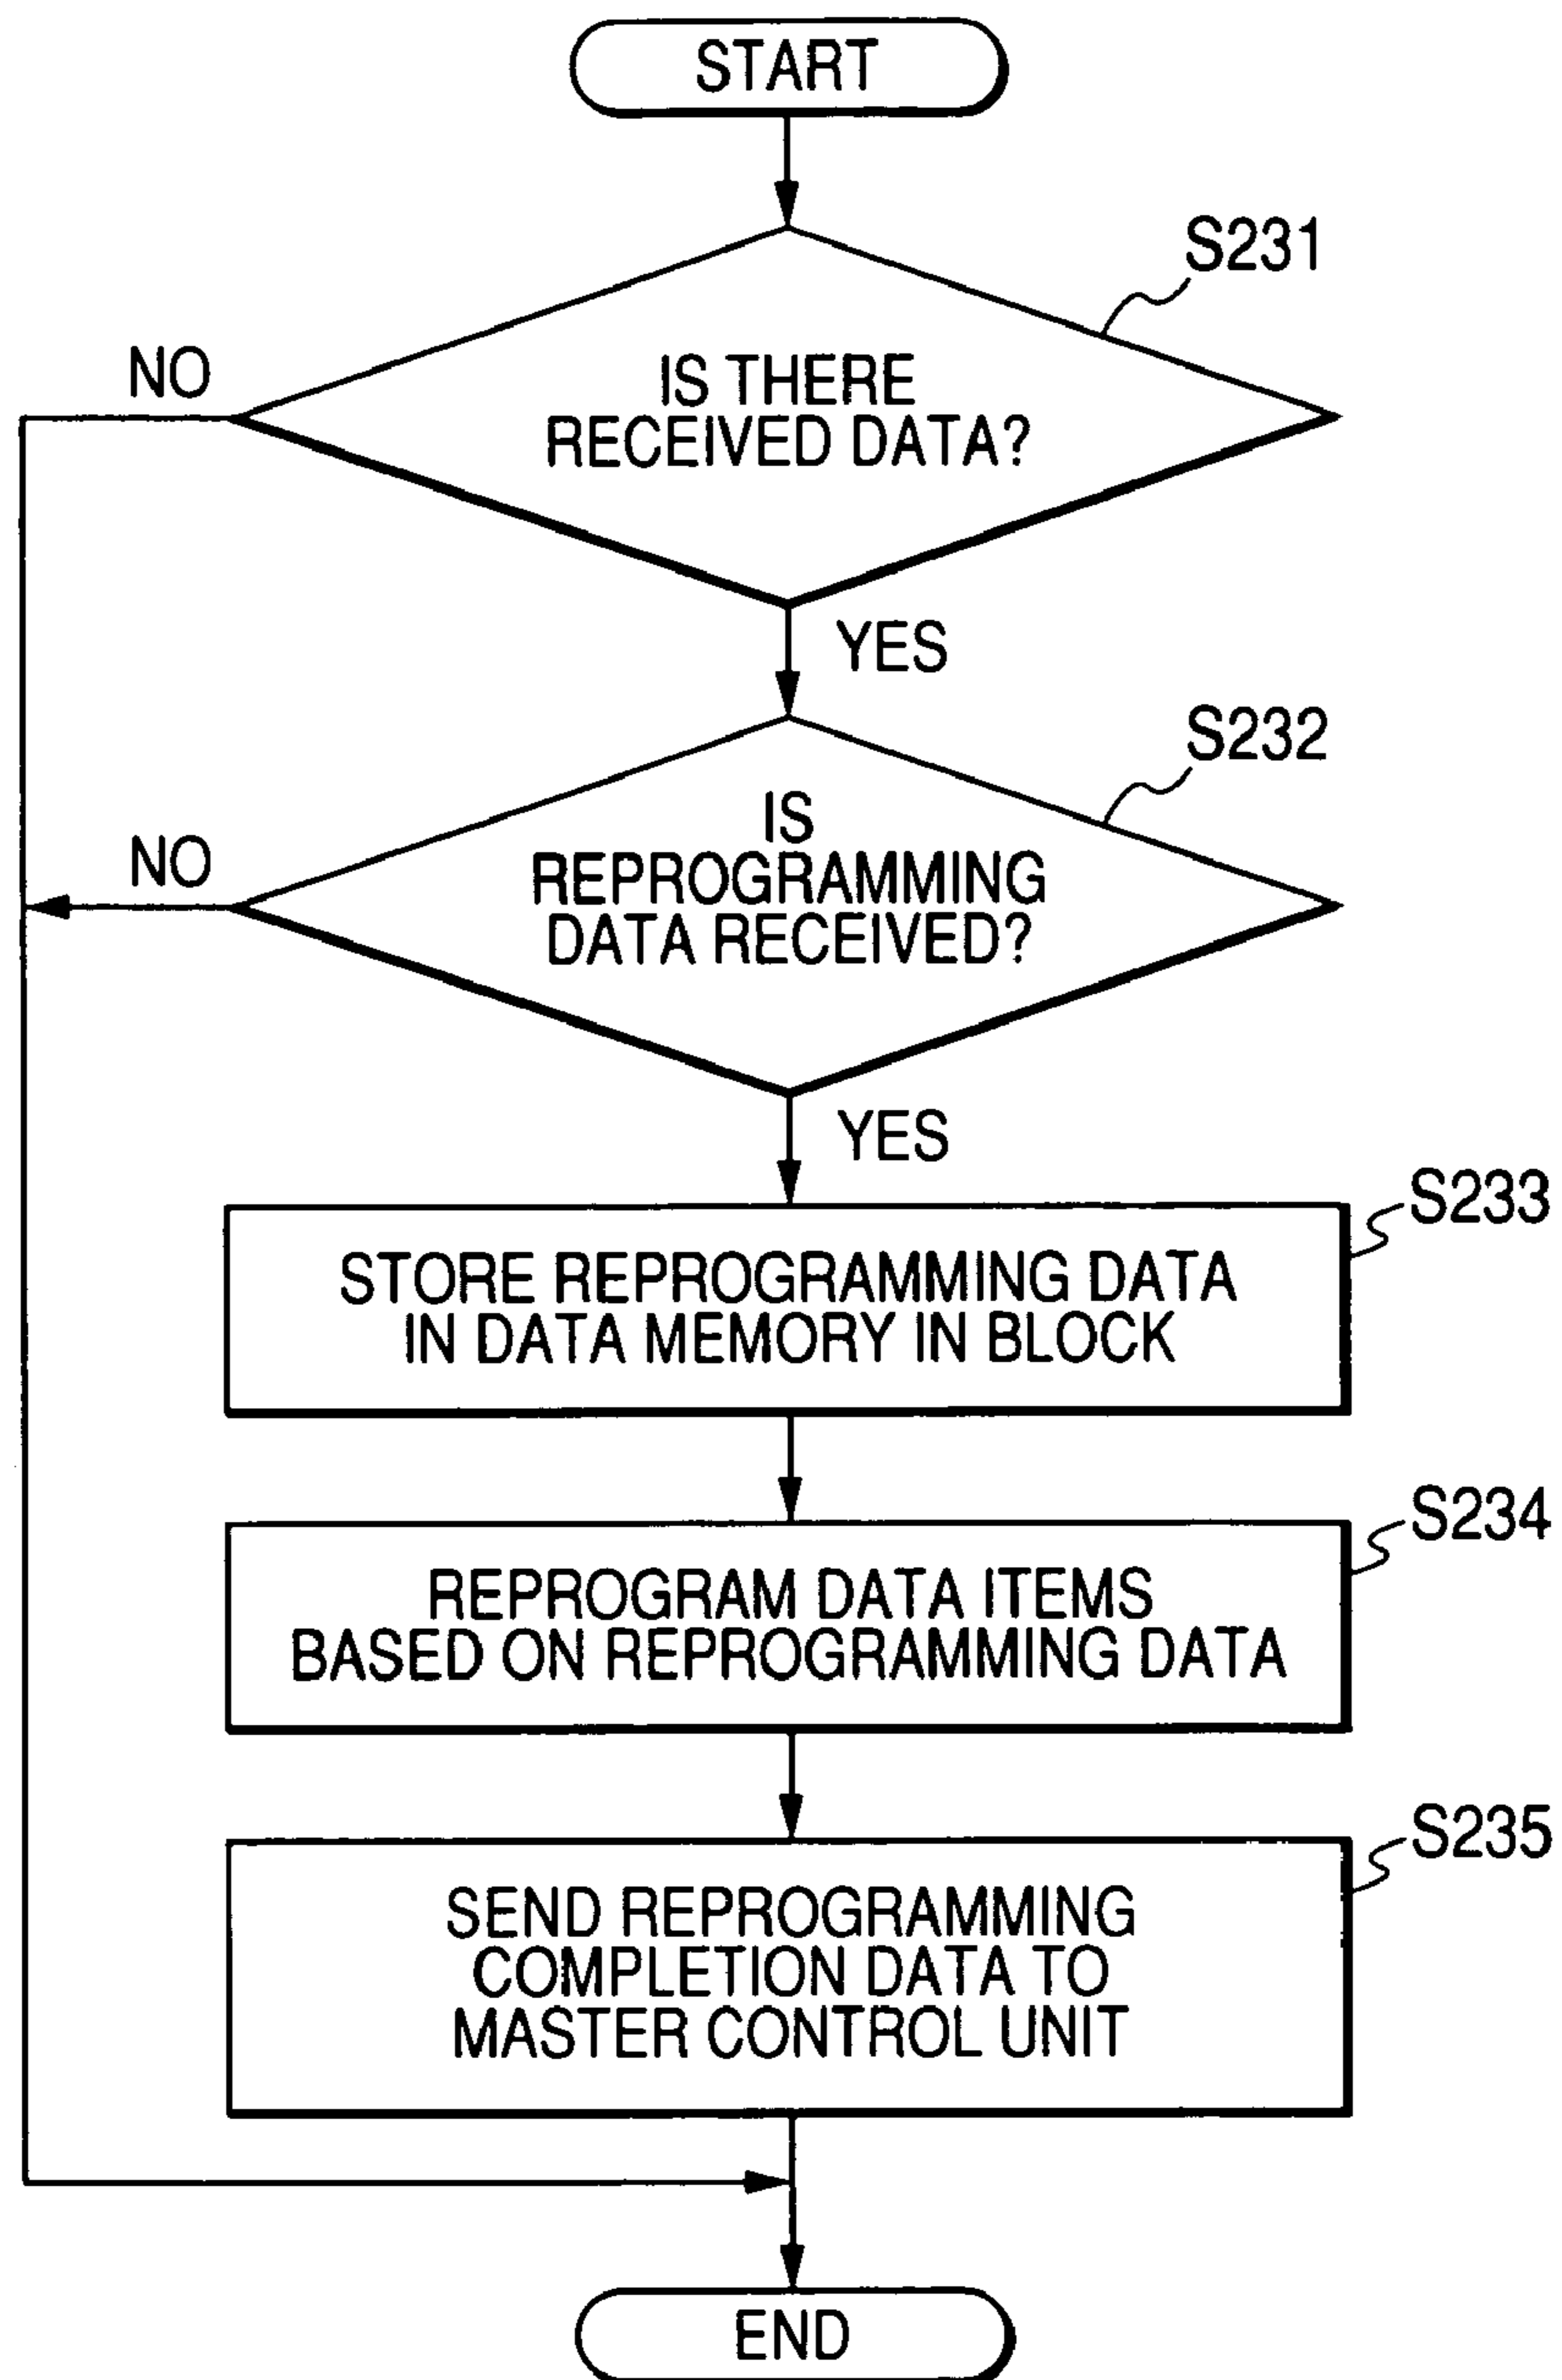 START
S231
NO
IS THERE
RECEIVED DATA?
YES
S232
NO
IS
REPROGRAMMING
DATA RECEIVED?
YES
S233
STORE REPROGRAMMING DATA
IN DATA MEMORY IN BLOCK
S234
REPROGRAM DATA ITEMS
BASED ON REPROGRAMMING DATA
S235
SEND REPROGRAMMING
COMPLETION DATA TO
MASTER CONTROL UNIT
END